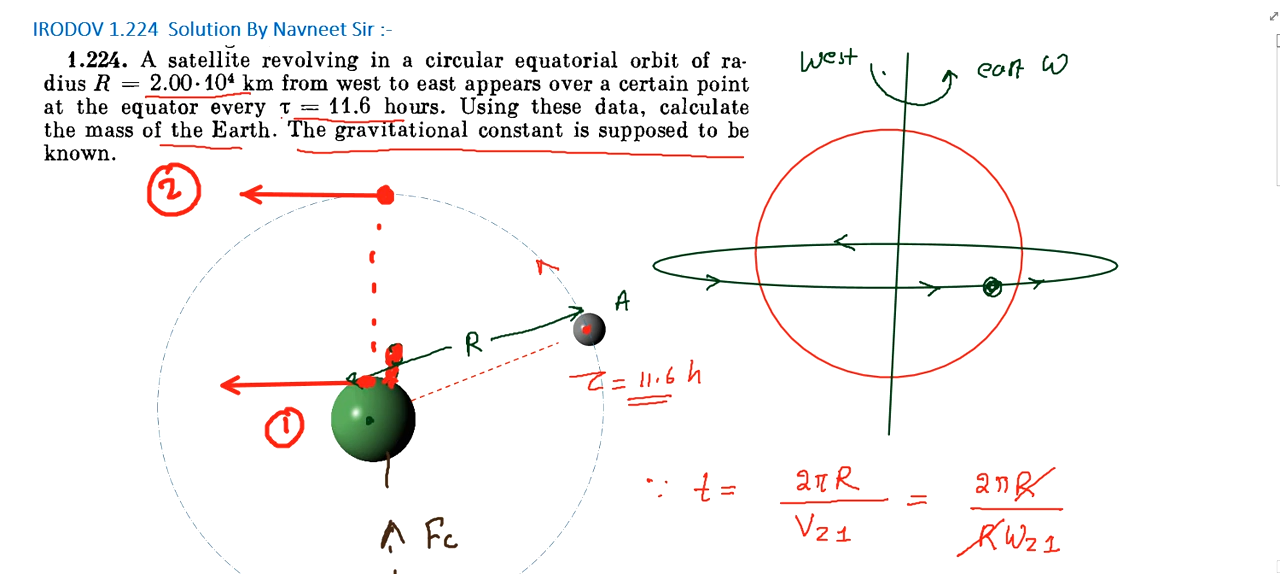 IRODOV 1.224 Solution By Navneet Sir :-
1.224. A satellite revolving in a circular equatorial orbit of ra-
dius R = 2.00·10⁴ km from west to east appears over a certain point
at the equator every τ = 11.6 hours. Using these data, calculate
the mass of the Earth. The gravitational constant is supposed to be
known.
West
east ω
2
A
R
τ = 11.6 h
1
∵ t = 2πR / V21 = 2πR / Rω21
Fc